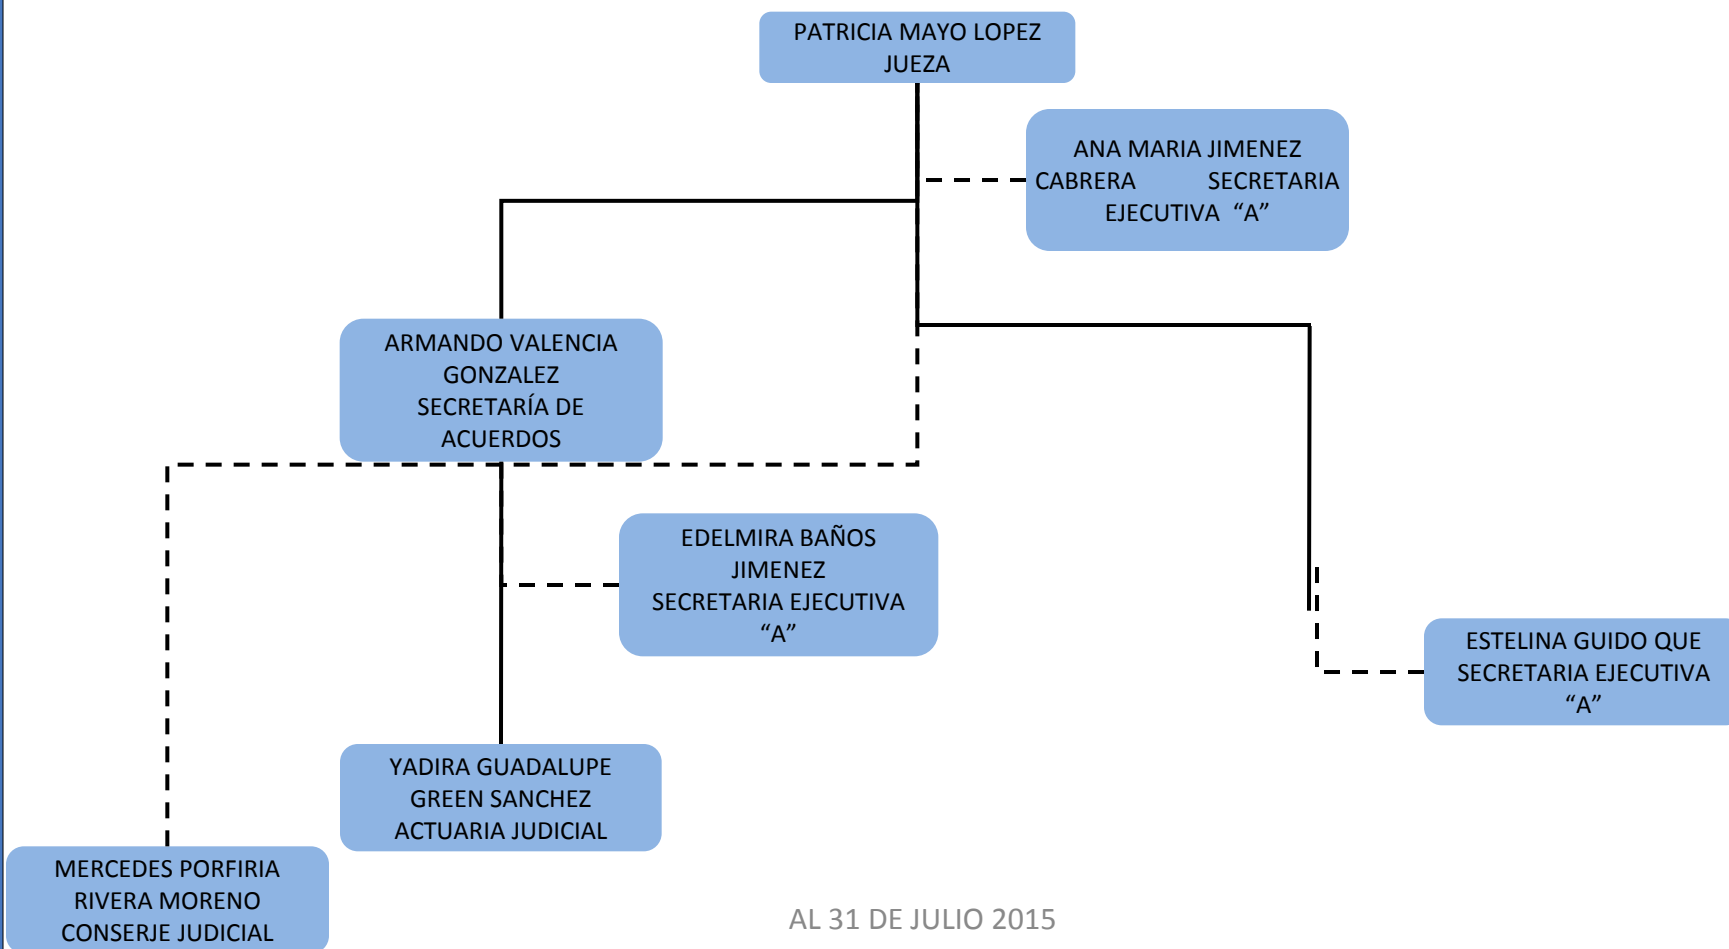 PATRICIA MAYO LOPEZ
JUEZA
ANA MARIA JIMENEZ
CABRERA SECRETARIA
EJECUTIVA “A”
ARMANDO VALENCIA
GONZALEZ
SECRETARÍA DE
ACUERDOS
EDELMIRA BAÑOS
JIMENEZ
SECRETARIA EJECUTIVA
“A”
ESTELINA GUIDO QUE
SECRETARIA EJECUTIVA
“A”
YADIRA GUADALUPE
GREEN SANCHEZ
ACTUARIA JUDICIAL
MERCEDES PORFIRIA
RIVERA MORENO
CONSERJE JUDICIAL
AL 31 DE JULIO 2015